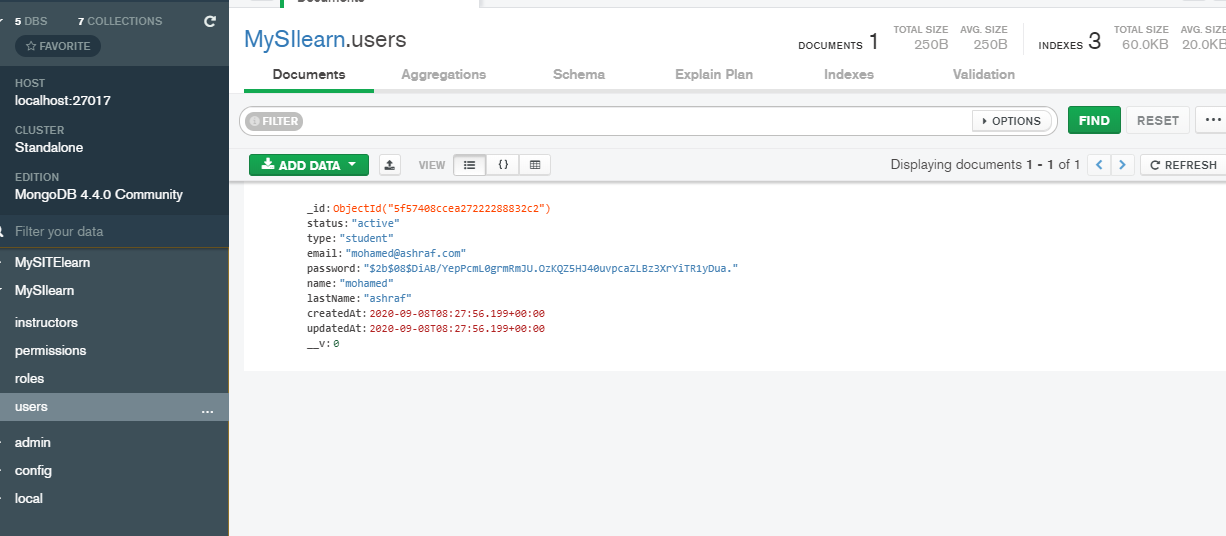 Documents
5 DBS 7 COLLECTIONS
FAVORITE
HOST
localhost:27017
CLUSTER
Standalone
EDITION
MongoDB 4.4.0 Community
Filter your data
MySITElearn
MySIlearn
instructors
permissions
roles
users ...
admin
config
local
MySIlearn.users
DOCUMENTS 1 TOTAL SIZE 250B AVG. SIZE 250B INDEXES 3 TOTAL SIZE 60.0KB AVG. SIZE 20.0KB
Documents Aggregations Schema Explain Plan Indexes Validation
FILTER OPTIONS FIND RESET ...
ADD DATA VIEW {} Displaying documents 1 - 1 of 1 < > REFRESH
_id: ObjectId("5f57408ccea27222288832c2")
status: "active"
type: "student"
email: "mohamed@ashraf.com"
password: "$2b$08$DiAB/YepPcmL0grmRmJU.OzKQZ5HJ40uvpcaZLBz3XrYiTR1yDua."
name: "mohamed"
lastName: "ashraf"
createdAt: 2020-09-08T08:27:56.199+00:00
updatedAt: 2020-09-08T08:27:56.199+00:00
__v: 0